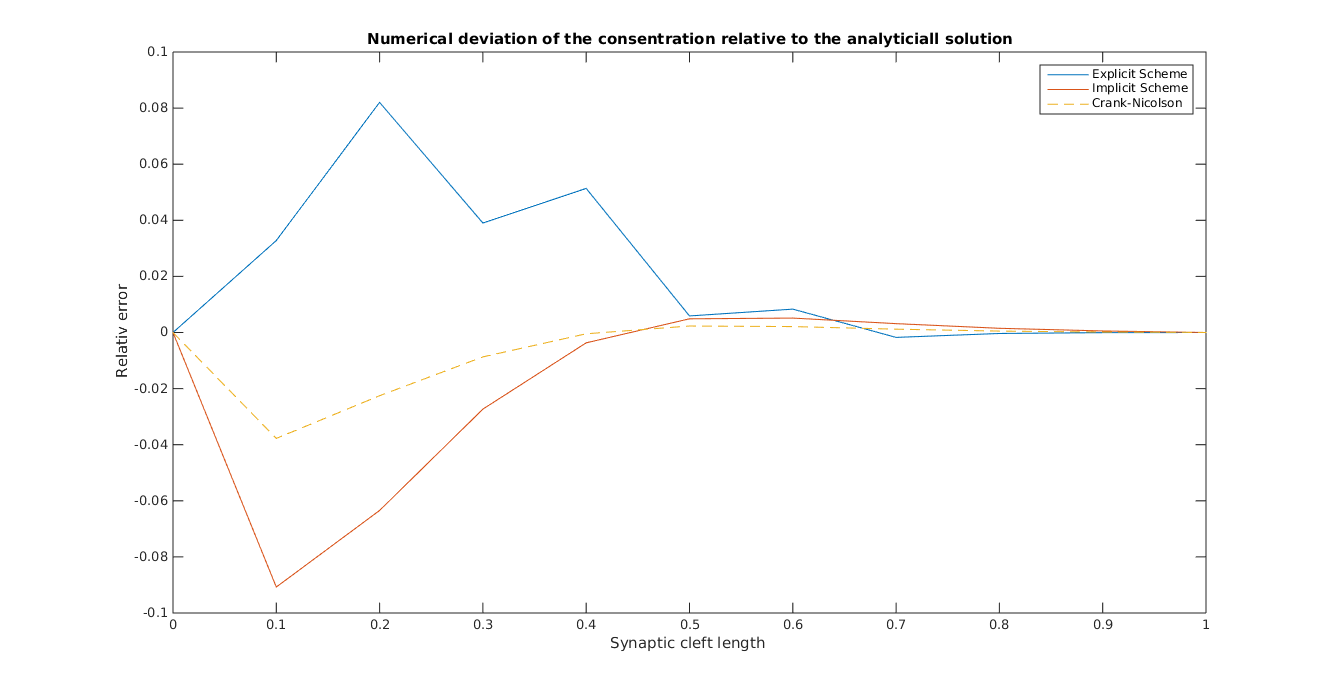 Numerical deviation of the consentration relative to the analyticiall solution
Explicit Scheme
Implicit Scheme
Crank-Nicolson
Relativ error
0.1
0.08
0.06
0.04
0.02
0
-0.02
-0.04
-0.06
-0.08
-0.1
0 0.1 0.2 0.3 0.4 0.5 0.6 0.7 0.8 0.9 1
Synaptic cleft length